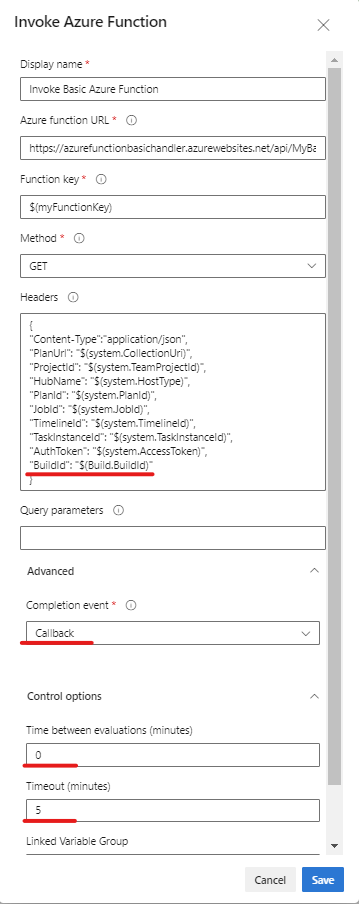 Invoke Azure Function
Display name *
Invoke Basic Azure Function
Azure function URL *
https://azurefunctionbasichandler.azurewebsites.net/api/MyBa
Function key *
$(myFunctionKey)
Method *
GET
Headers
{
"Content-Type":"application/json",
"PlanUrl": "$(system.CollectionUri)",
"ProjectId": "$(system.TeamProjectId)",
"HubName": "$(system.HostType)",
"PlanId": "$(system.PlanId)",
"JobId": "$(system.JobId)",
"TimelineId": "$(system.TimelineId)",
"TaskInstanceId": "$(system.TaskInstanceId)",
"AuthToken": "$(system.AccessToken)",
"BuildId": "$(Build.BuildId)"
}
Query parameters
Advanced
Completion event *
Callback
Control options
Time between evaluations (minutes)
0
Timeout (minutes)
5
Linked Variable Group
Cancel
Save